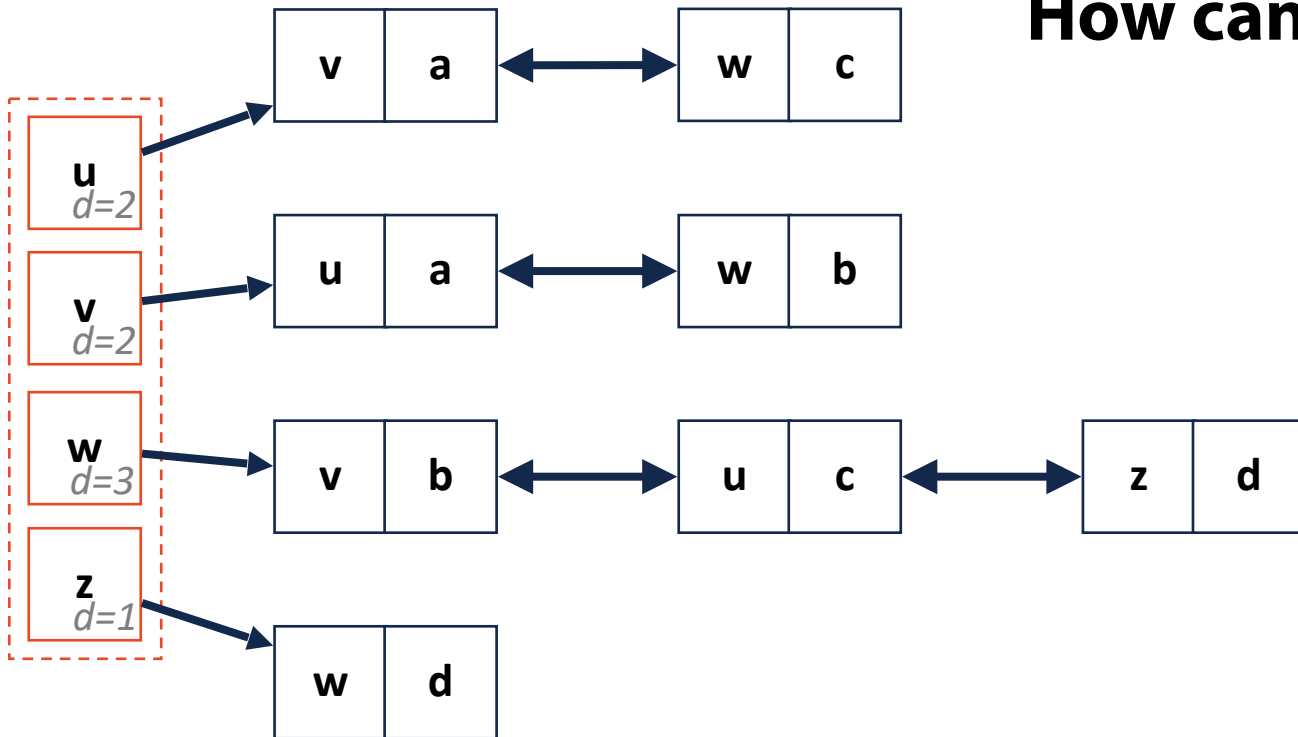 How can
v a w c
u
d=2
u a w b
v
d=2
w
d=3
v b u c z d
z
d=1
w d